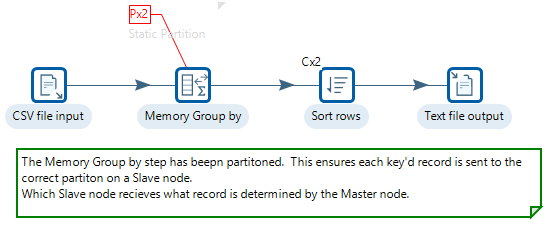 Px2
Static Partition
Cx2
CSV file input
Memory Group by
Sort rows
Text file output
The Memory Group by step has beepn partitoned.  This ensures each key'd record is sent to the
correct partiton on a Slave node.
Which Slave node recieves what record is determined by the Master node.